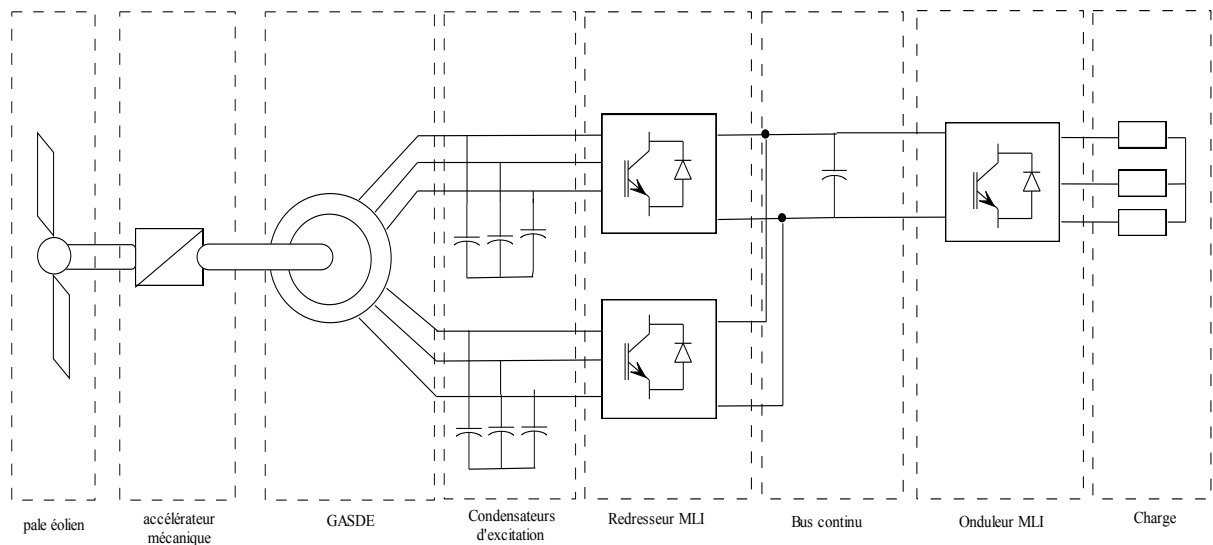 pale éolien
accélérateur
mécanique
GASDE
Condensateurs
d'excitation
Redresseur MLI
Bus continu
Onduleur MLI
Charge